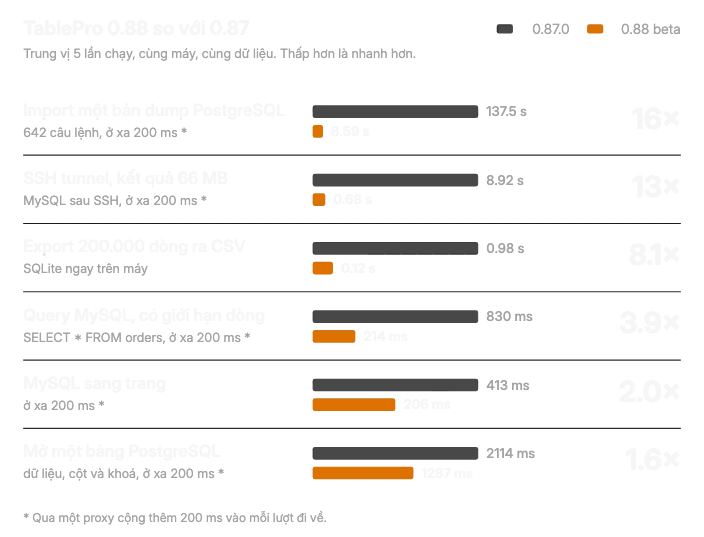 TablePro 0.88 so với 0.87
0.87.0
0.88 beta
Trung vị 5 lần chạy, cùng máy, cùng dữ liệu. Thấp hơn là nhanh hơn.
Import một bản dump PostgreSQL
137.5 s
642 câu lệnh, ở xa 200 ms *
8.69 s
16×
SSH tunnel, kết quả 66 MB
8.92 s
MySQL sau SSH, ở xa 200 ms *
0.68 s
13×
Export 200.000 dòng ra CSV
0.98 s
SQLite ngay trên máy
0.12 s
8.1×
Query MySQL, có giới hạn dòng
830 ms
SELECT * FROM orders, ở xa 200 ms *
214 ms
3.9×
MySQL sang trang
413 ms
ở xa 200 ms *
206 ms
2.0×
Mở một bảng PostgreSQL
2114 ms
dữ liệu, cột và khoá, ở xa 200 ms *
1287 ms
1.6×
* Qua một proxy cộng thêm 200 ms vào mỗi lượt đi về.